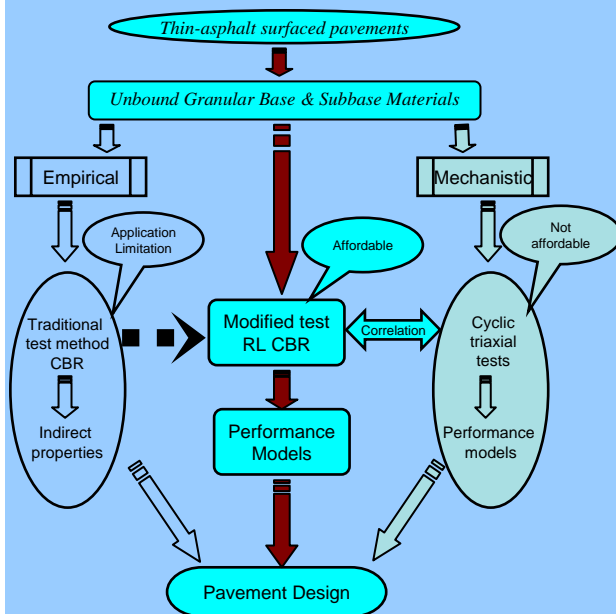 Thin-asphalt surfaced pavements
Unbound Granular Base & Subbase Materials
Empirical
Mechanistic
Application
Limitation
Affordable
Not
affordable
Traditional
test method
CBR
Indirect
properties
Modified test
RL CBR
Correlation
Cyclic
triaxial
tests
Performance
models
Performance
Models
Pavement Design